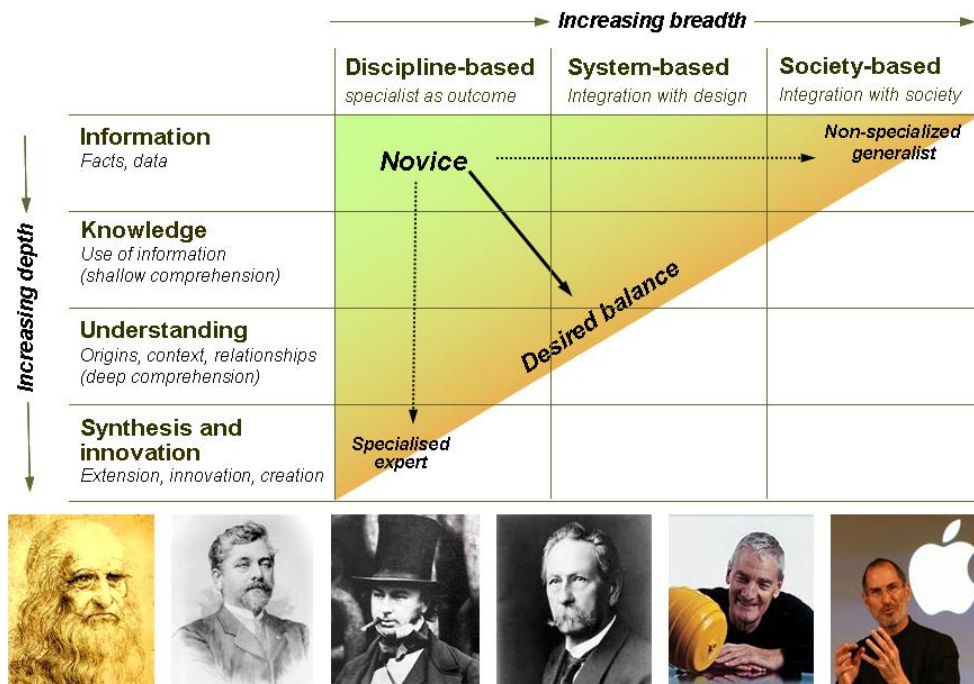 Increasing breadth
Discipline-based
specialist as outcome
System-based
Integration with design
Society-based
Integration with society
Increasing depth
Information
Facts, data
Novice
Non-specialized
generalist
Knowledge
Use of information
(shallow comprehension)
Understanding
Origins, context, relationships
(deep comprehension)
Desired balance
Synthesis and
innovation
Extension, innovation, creation
Specialised
expert